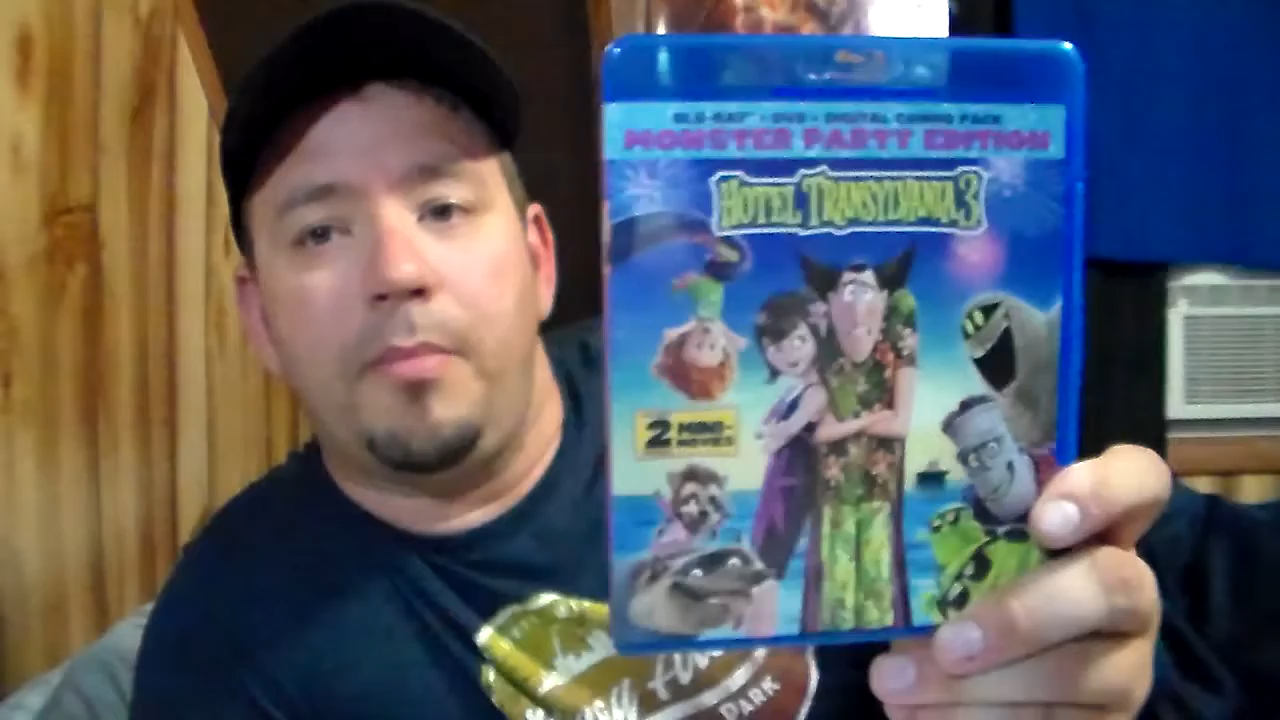 BLU-RAY + DVD + DIGITAL COMBO PACK
MONSTER PARTY EDITION
HOTEL TRANSYLVANIA 3
2 MINI-
MOVIES
PARK